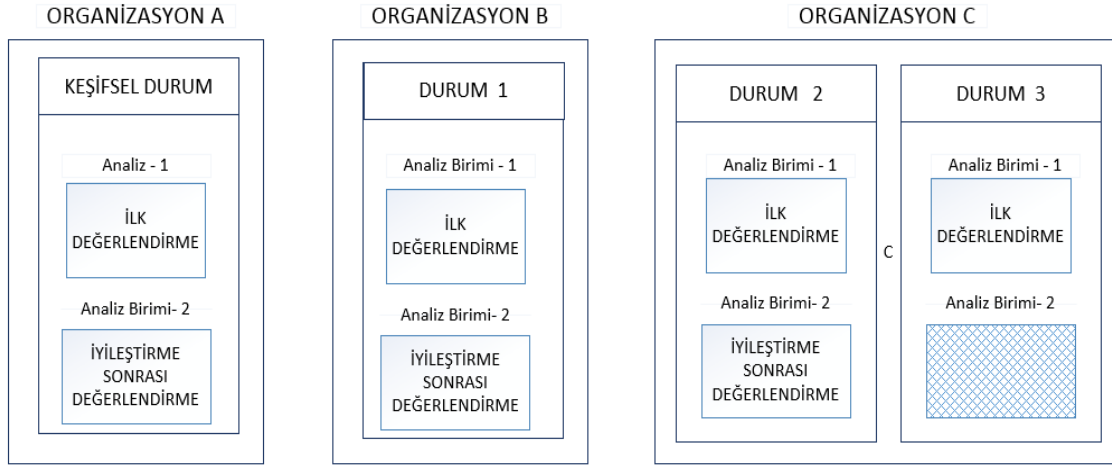 ORGANİZASYON A
KEŞİFSEL DURUM
Analiz - 1
İLK
DEĞERLENDİRME
Analiz Birimi- 2
İYİLEŞTİRME
SONRASI
DEĞERLENDİRME
ORGANİZASYON B
DURUM 1
Analiz Birimi - 1
İLK
DEĞERLENDİRME
Analiz Birimi- 2
İYİLEŞTİRME
SONRASI
DEĞERLENDİRME
ORGANİZASYON C
DURUM 2
Analiz Birimi - 1
İLK
DEĞERLENDİRME
Analiz Birimi- 2
İYİLEŞTİRME
SONRASI
DEĞERLENDİRME
C
DURUM 3
Analiz Birimi - 1
İLK
DEĞERLENDİRME
Analiz Birimi- 2